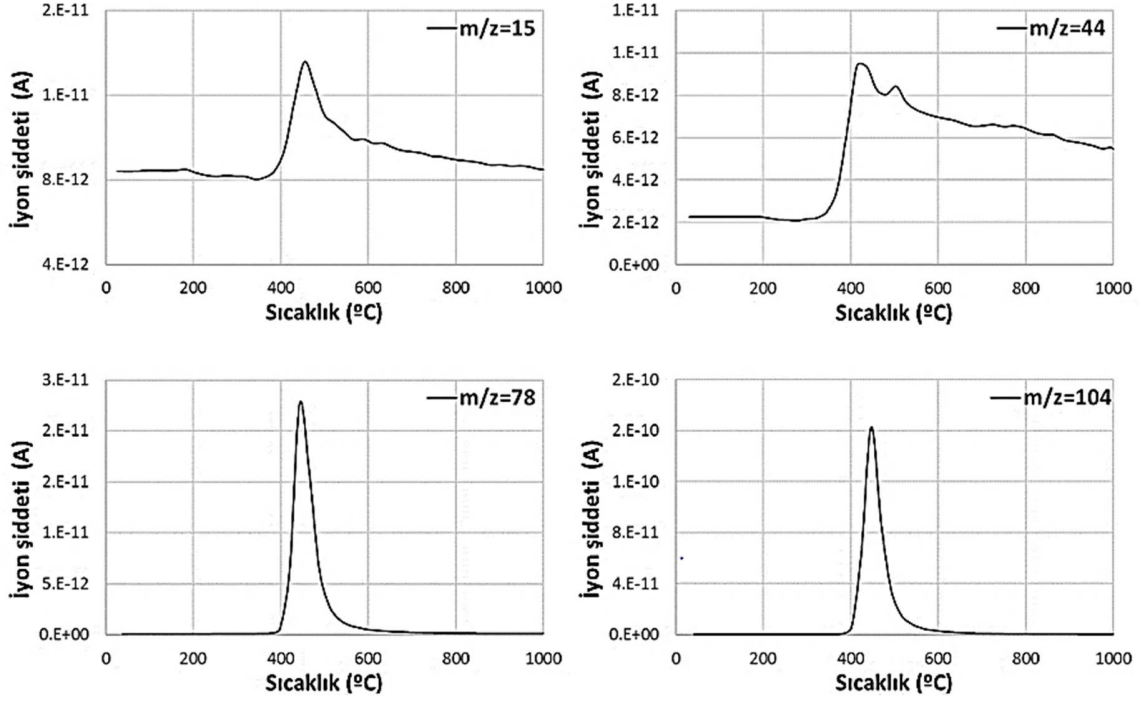 m/z=15
2.E-11
1.E-11
8.E-12
4.E-12
0 200 400 600 800 1000
İyon şiddeti (A)
Sıcaklık (ºC)
m/z=44
1.E-11
1.E-11
8.E-12
6.E-12
4.E-12
2.E-12
0.E+00
0 200 400 600 800 1000
İyon şiddeti (A)
Sıcaklık (ºC)
m/z=78
3.E-11
2.E-11
2.E-11
1.E-11
5.E-12
0.E+00
0 200 400 600 800 1000
İyon şiddeti (A)
Sıcaklık (ºC)
m/z=104
2.E-10
2.E-10
1.E-10
8.E-11
4.E-11
0.E+00
0 200 400 600 800 1000
İyon şiddeti (A)
Sıcaklık (ºC)